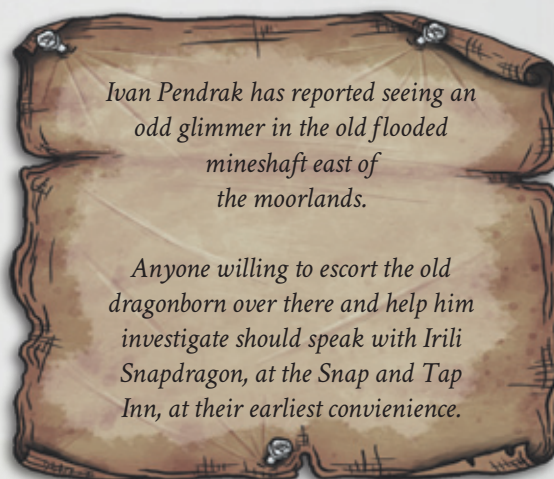 Ivan Pendrak has reported seeing an
odd glimmer in the old flooded
mineshaft east of
the moorlands.
Anyone willing to escort the old
dragonborn over there and help him
investigate should speak with Irili
Snapdragon, at the Snap and Tap
Inn, at their earliest convienience.